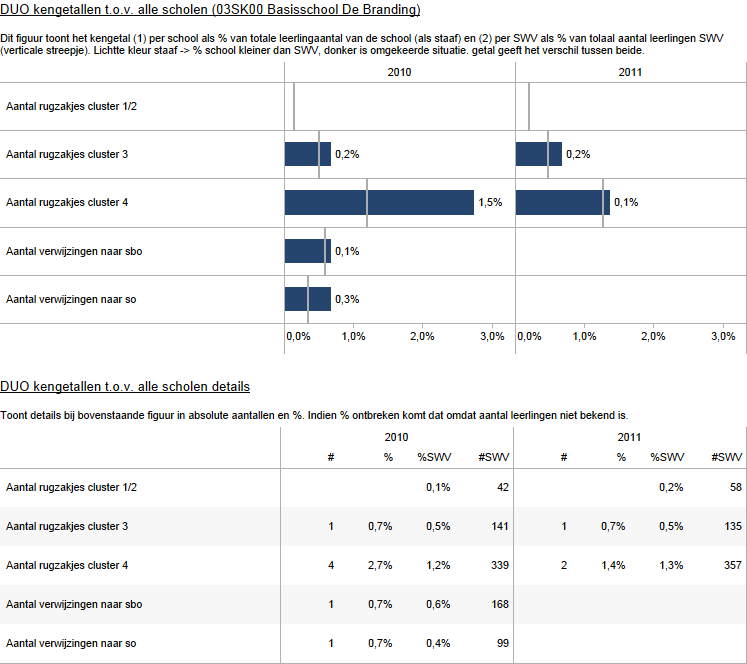 DUO kengetallen t.o.v. alle scholen (03SK00 Basisschool De Branding)
Dit figuur toont het kengetal (1) per school als % van totale leerlingaantal van de school (als staaf) en (2) per SWV als % van tolaal aantal leerlingen SWV
(verticale streepje). Lichtte kleur staaf -> % school kleiner dan SWV, donker is omgekeerde situatie. getal geeft het verschil tussen beide.
2010 2011
Aantal rugzakjes cluster 1/2
Aantal rugzakjes cluster 3 0,2% 0,2%
Aantal rugzakjes cluster 4 1,5% 0,1%
Aantal verwijzingen naar sbo 0,1%
Aantal verwijzingen naar so 0,3%
0,0% 1,0% 2,0% 3,0% 0,0% 1,0% 2,0% 3,0%
DUO kengetallen t.o.v. alle scholen details
Toont details bij bovenstaande figuur in absolute aantallen en %. Indien % ontbreken komt dat omdat aantal leerlingen niet bekend is.
2010 2011
# % %SWV #SWV # % %SWV #SWV
Aantal rugzakjes cluster 1/2 0,1% 42 0,2% 58
Aantal rugzakjes cluster 3 1 0,7% 0,5% 141 1 0,7% 0,5% 135
Aantal rugzakjes cluster 4 4 2,7% 1,2% 339 2 1,4% 1,3% 357
Aantal verwijzingen naar sbo 1 0,7% 0,6% 168
Aantal verwijzingen naar so 1 0,7% 0,4% 99